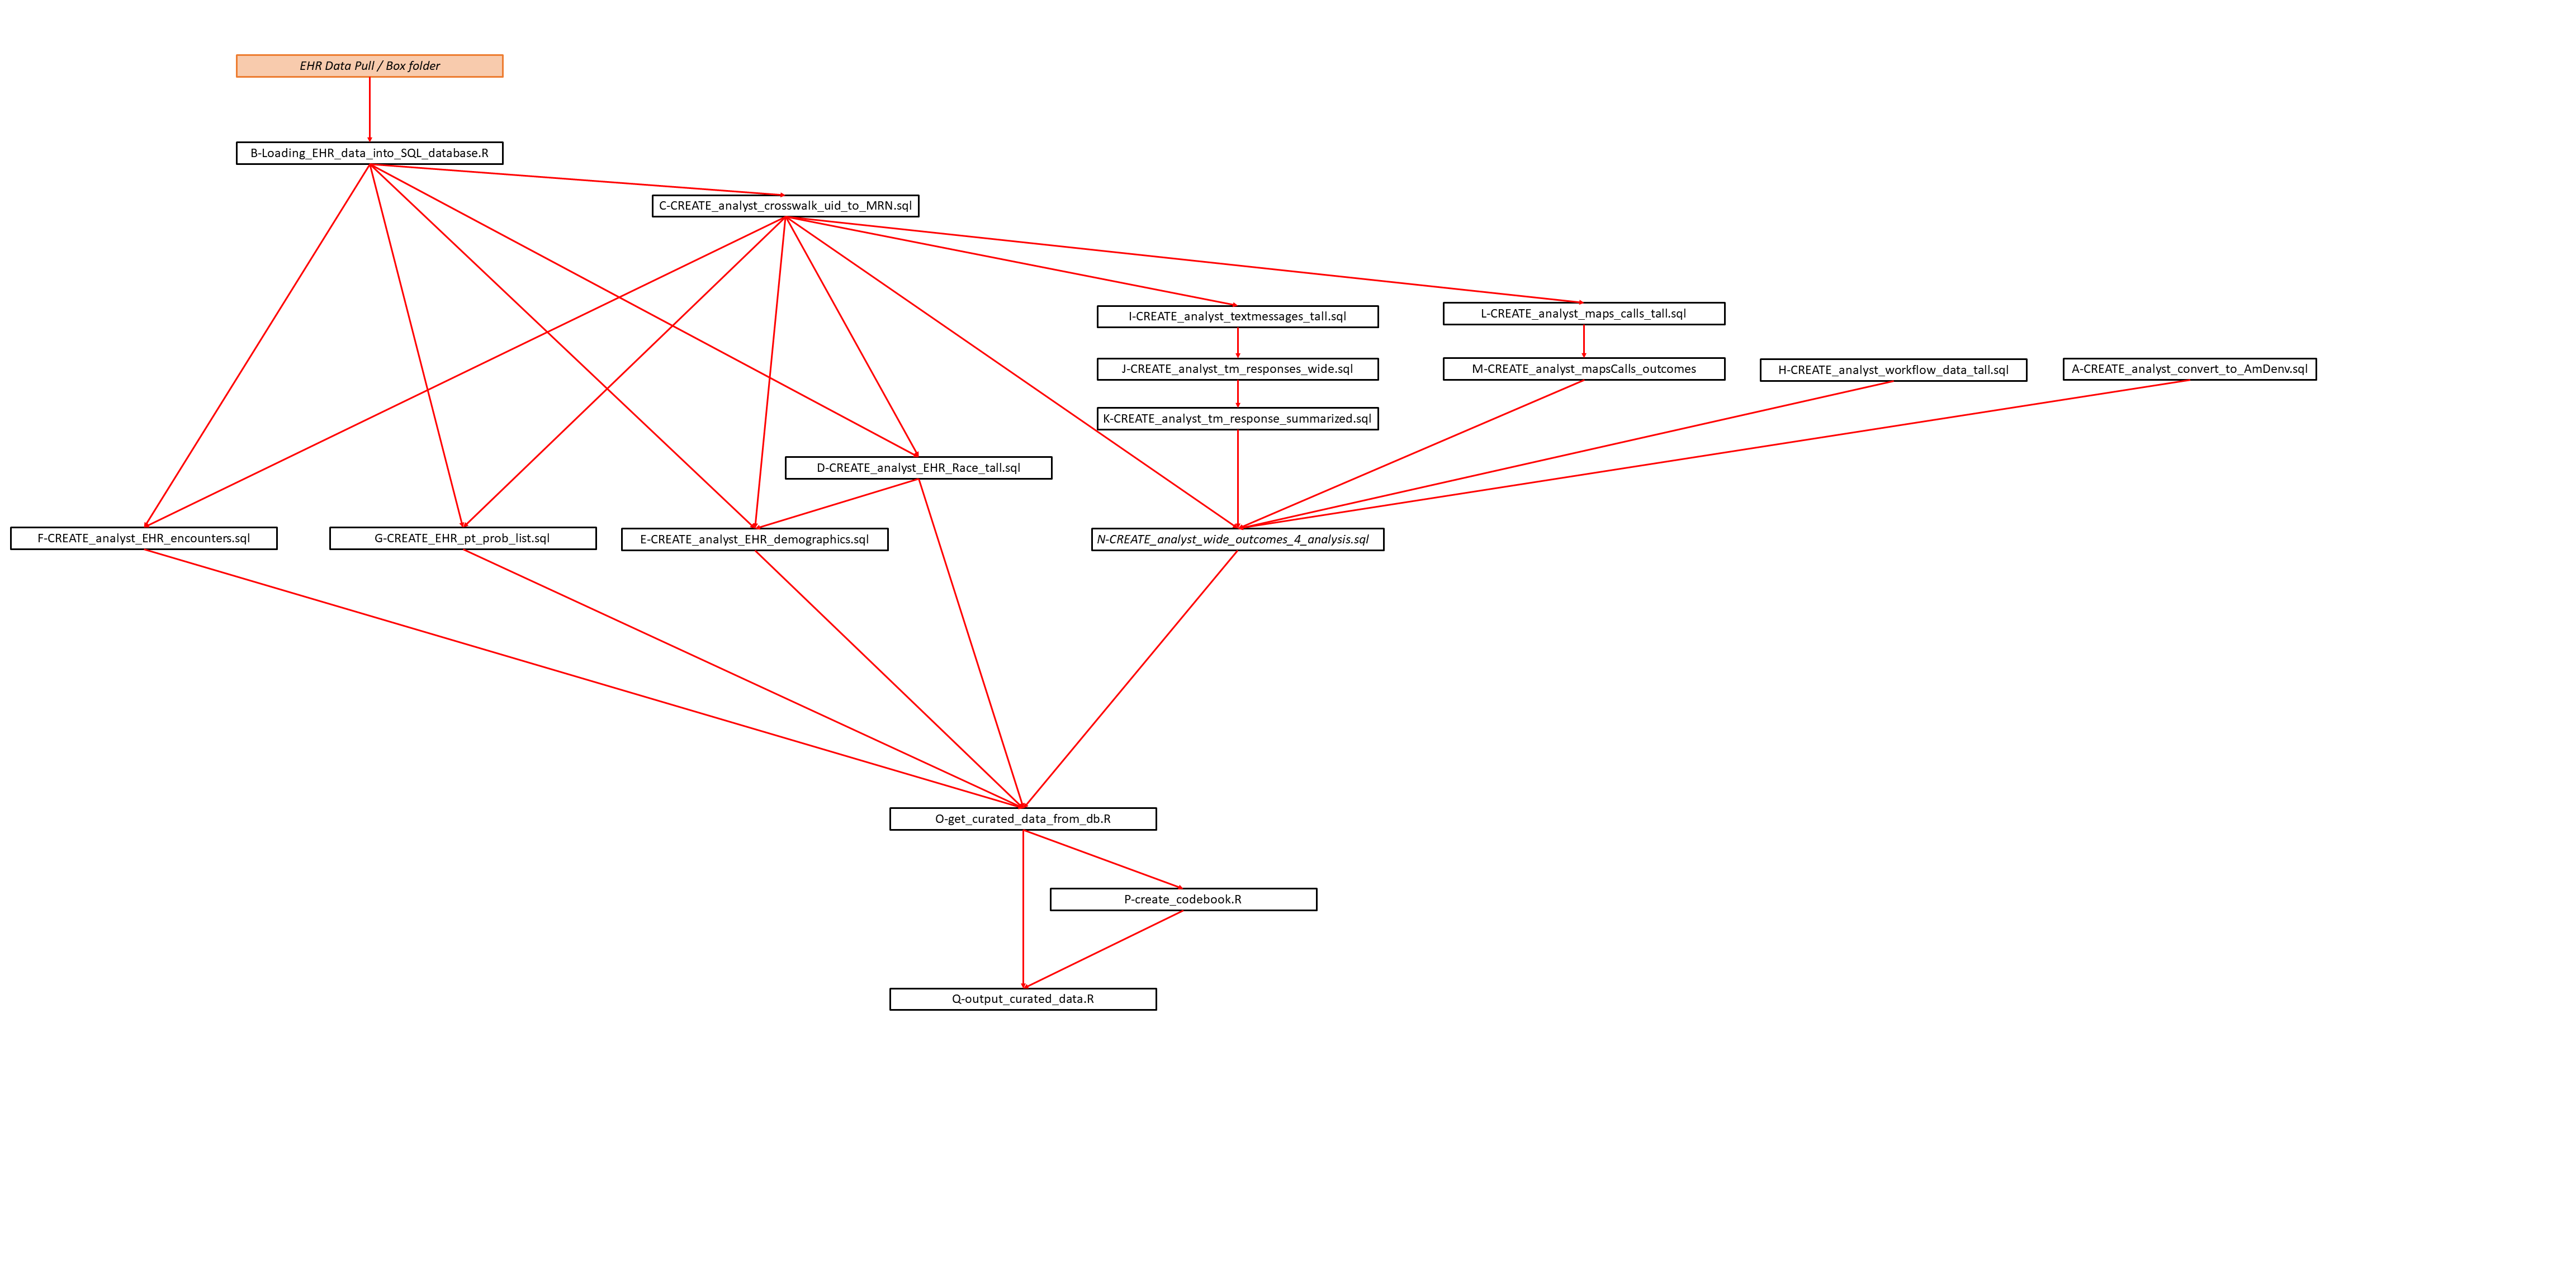 EHR Data Pull / Box folder
B-Loading_EHR_data_into_SQL_database.R
C-CREATE_analyst_crosswalk_uid_to_MRN.sql
I-CREATE_analyst_textmessages_tall.sql
L-CREATE_analyst_maps_calls_tall.sql
J-CREATE_analyst_tm_responses_wide.sql
M-CREATE_analyst_mapsCalls_outcomes
H-CREATE_analyst_workflow_data_tall.sql
A-CREATE_analyst_convert_to_AmDenv.sql
K-CREATE_analyst_tm_response_summarized.sql
D-CREATE_analyst_EHR_Race_tall.sql
F-CREATE_analyst_EHR_encounters.sql
G-CREATE_EHR_pt_prob_list.sql
E-CREATE_analyst_EHR_demographics.sql
N-CREATE_analyst_wide_outcomes_4_analysis.sql
O-get_curated_data_from_db.R
P-create_codebook.R
Q-output_curated_data.R